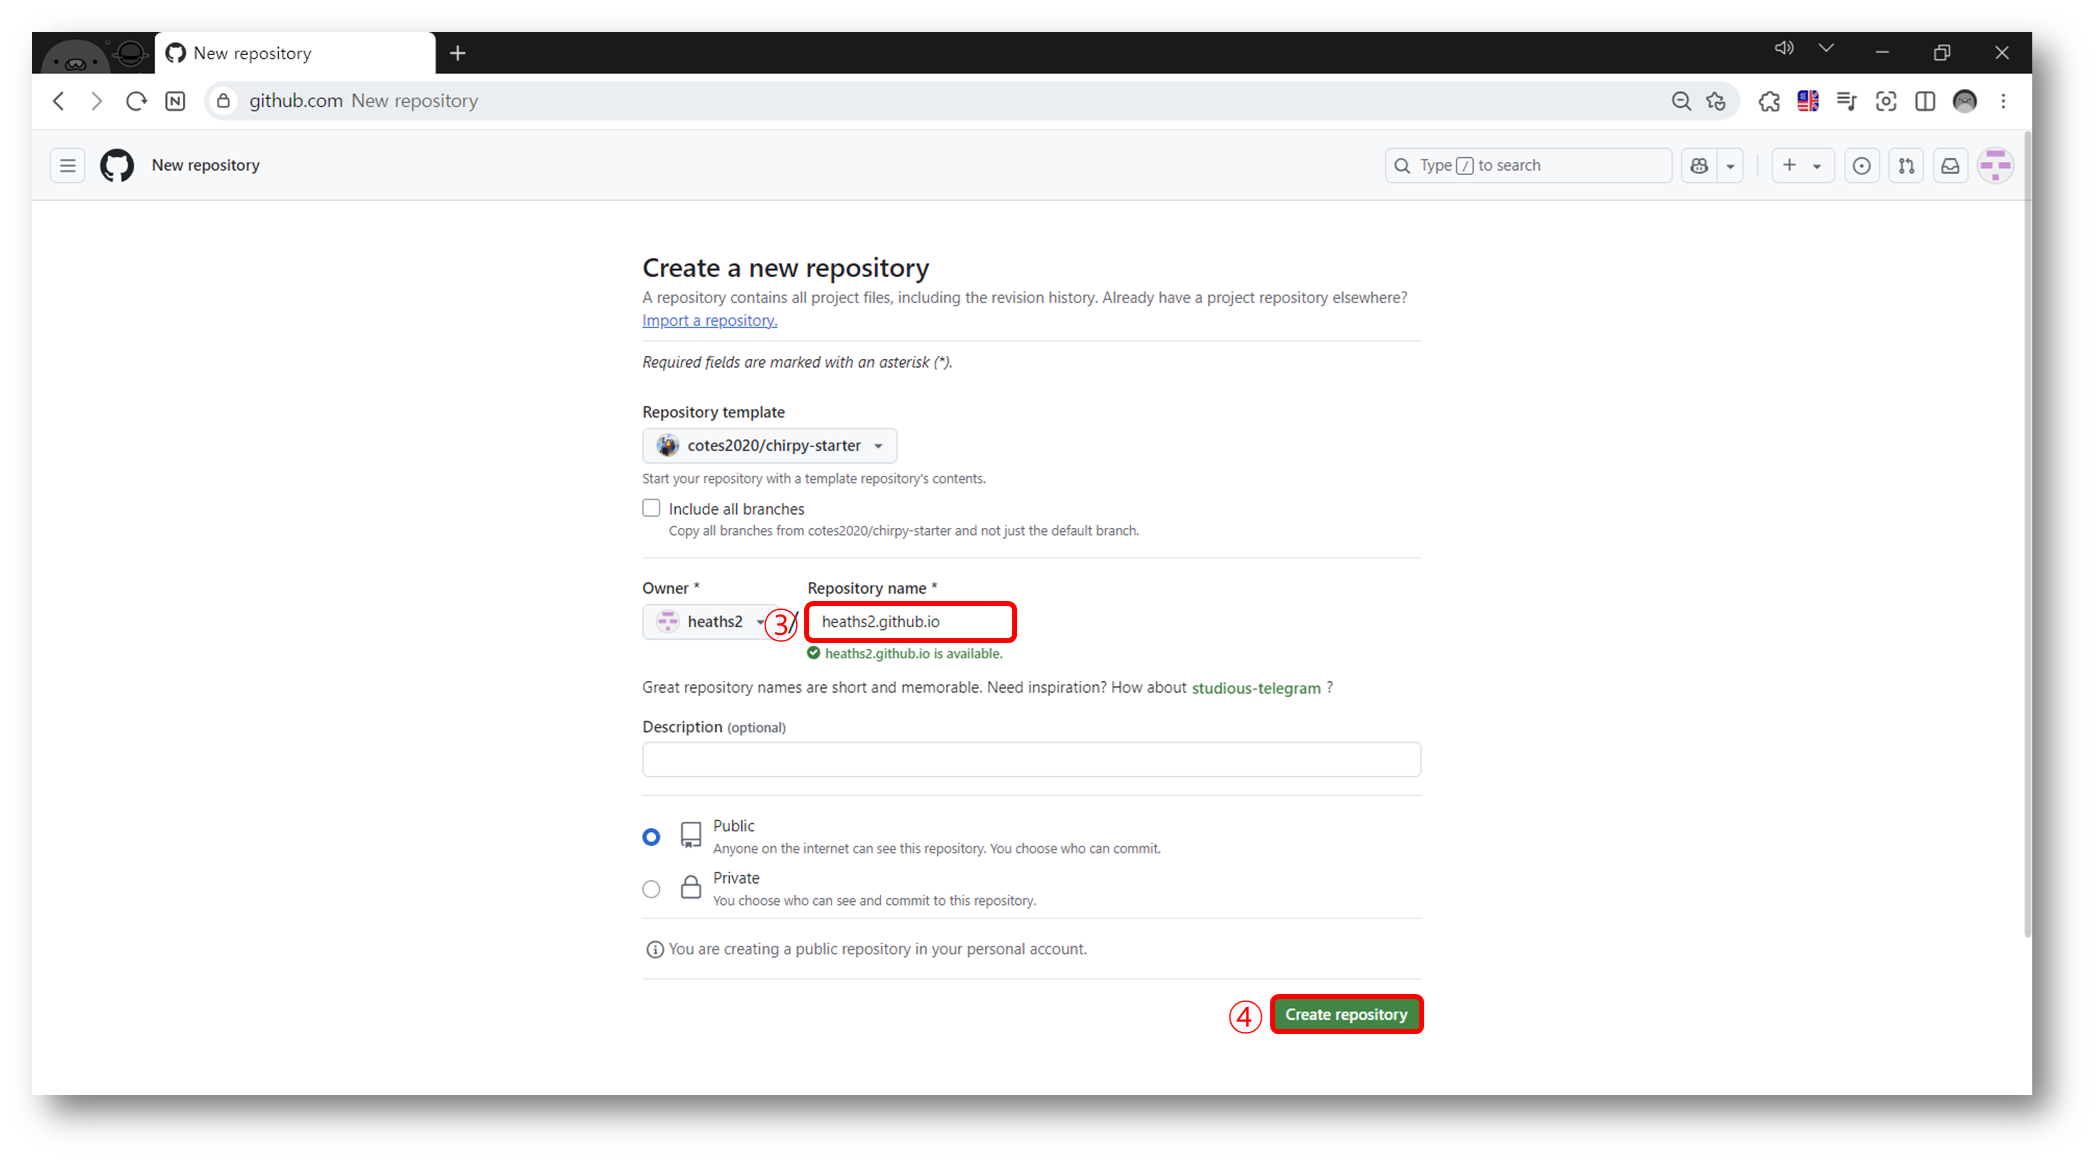 New repository
github.com New repository
New repository
Type / to search
Create a new repository
A repository contains all project files, including the revision history. Already have a project repository elsewhere?
Import a repository.
Required fields are marked with an asterisk (*).
Repository template
cotes2020/chirpy-starter
Start your repository with a template repository's contents.
Include all branches
Copy all branches from cotes2020/chirpy-starter and not just the default branch.
Owner * Repository name *
heaths2 ③ / heaths2.github.io
heaths2.github.io is available.
Great repository names are short and memorable. Need inspiration? How about studious-telegram ?
Description (optional)
Public
Anyone on the internet can see this repository. You choose who can commit.
Private
You choose who can see and commit to this repository.
You are creating a public repository in your personal account.
④ Create repository